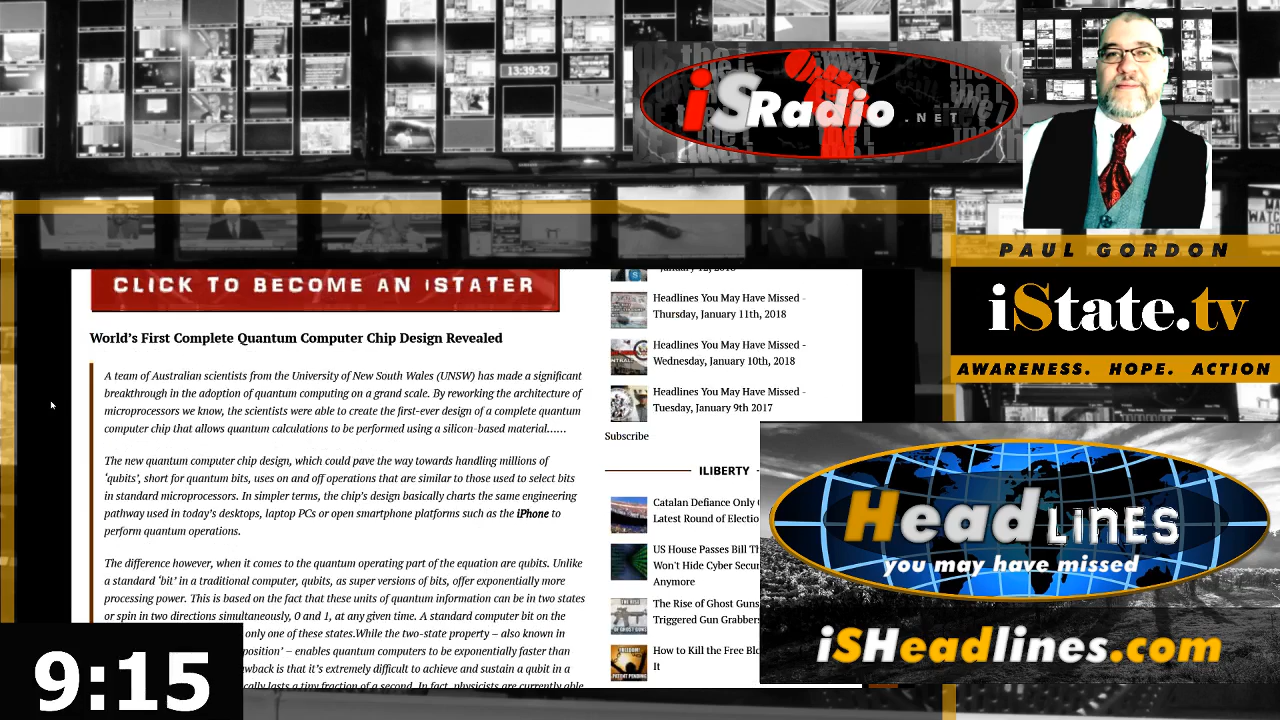 13:39:32
iSRadio.NET
PAUL GORDON
iState.tv
AWARENESS. HOPE. ACTION
CLICK TO BECOME AN iSTATER
World's First Complete Quantum Computer Chip Design Revealed
A team of Australian scientists from the University of New South Wales (UNSW) has made a significant
breakthrough in the adoption of quantum computing on a grand scale. By reworking the architecture of
microprocessors we know, the scientists were able to create the first-ever design of a complete quantum
computer chip that allows quantum calculations to be performed using a silicon-based material……
The new quantum computer chip design, which could pave the way towards handling millions of
'qubits', short for quantum bits, uses on and off operations that are similar to those used to select bits
in standard microprocessors. In simpler terms, the chip's design basically charts the same engineering
pathway used in today's desktops, laptop PCs or open smartphone platforms such as the iPhone to
perform quantum operations.
The difference however, when it comes to the quantum operating part of the equation are qubits. Unlike
a standard 'bit' in a traditional computer, qubits, as super versions of bits, offer exponentially more
processing power. This is based on the fact that these units of quantum information can be in two states
or spin in two directions simultaneously, 0 and 1, at any given time. A standard computer bit on the
only one of these states.While the two-state property – also known in
position' – enables quantum computers to be exponentially faster than
wback is that it's extremely difficult to achieve and sustain a qubit in a
cally lasts a tiny fraction of a second. In fact, physicists are currently able
Headlines You May Have Missed -
Thursday, January 11th, 2018
Headlines You May Have Missed -
Wednesday, January 10th, 2018
Headlines You May Have Missed -
Tuesday, January 9th 2017
Subscribe
ILIBERTY
Catalan Defiance Only
Latest Round of Electio
US House Passes Bill Th
Won't Hide Cyber Secur
Anymore
The Rise of Ghost Guns
Triggered Gun Grabbers
How to Kill the Free Blo
It
HeadLINES
you may have missed
iSHeadlines.com
9:15